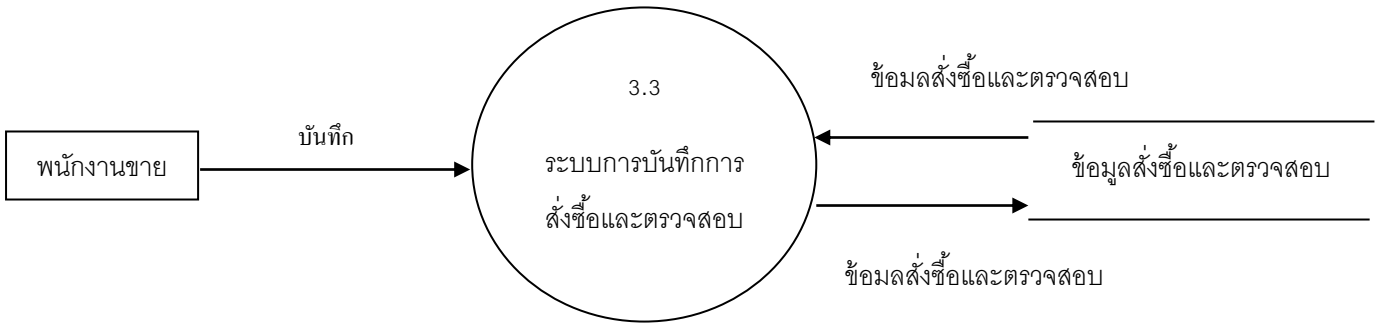 พนักงานขาย
บันทึก
3.3
ระบบการบันทึกการ
สั่งซื้อและตรวจสอบ
ข้อมลสั่งซื้อและตรวจสอบ
ข้อมูลสั่งซื้อและตรวจสอบ
ข้อมลสั่งซื้อและตรวจสอบ